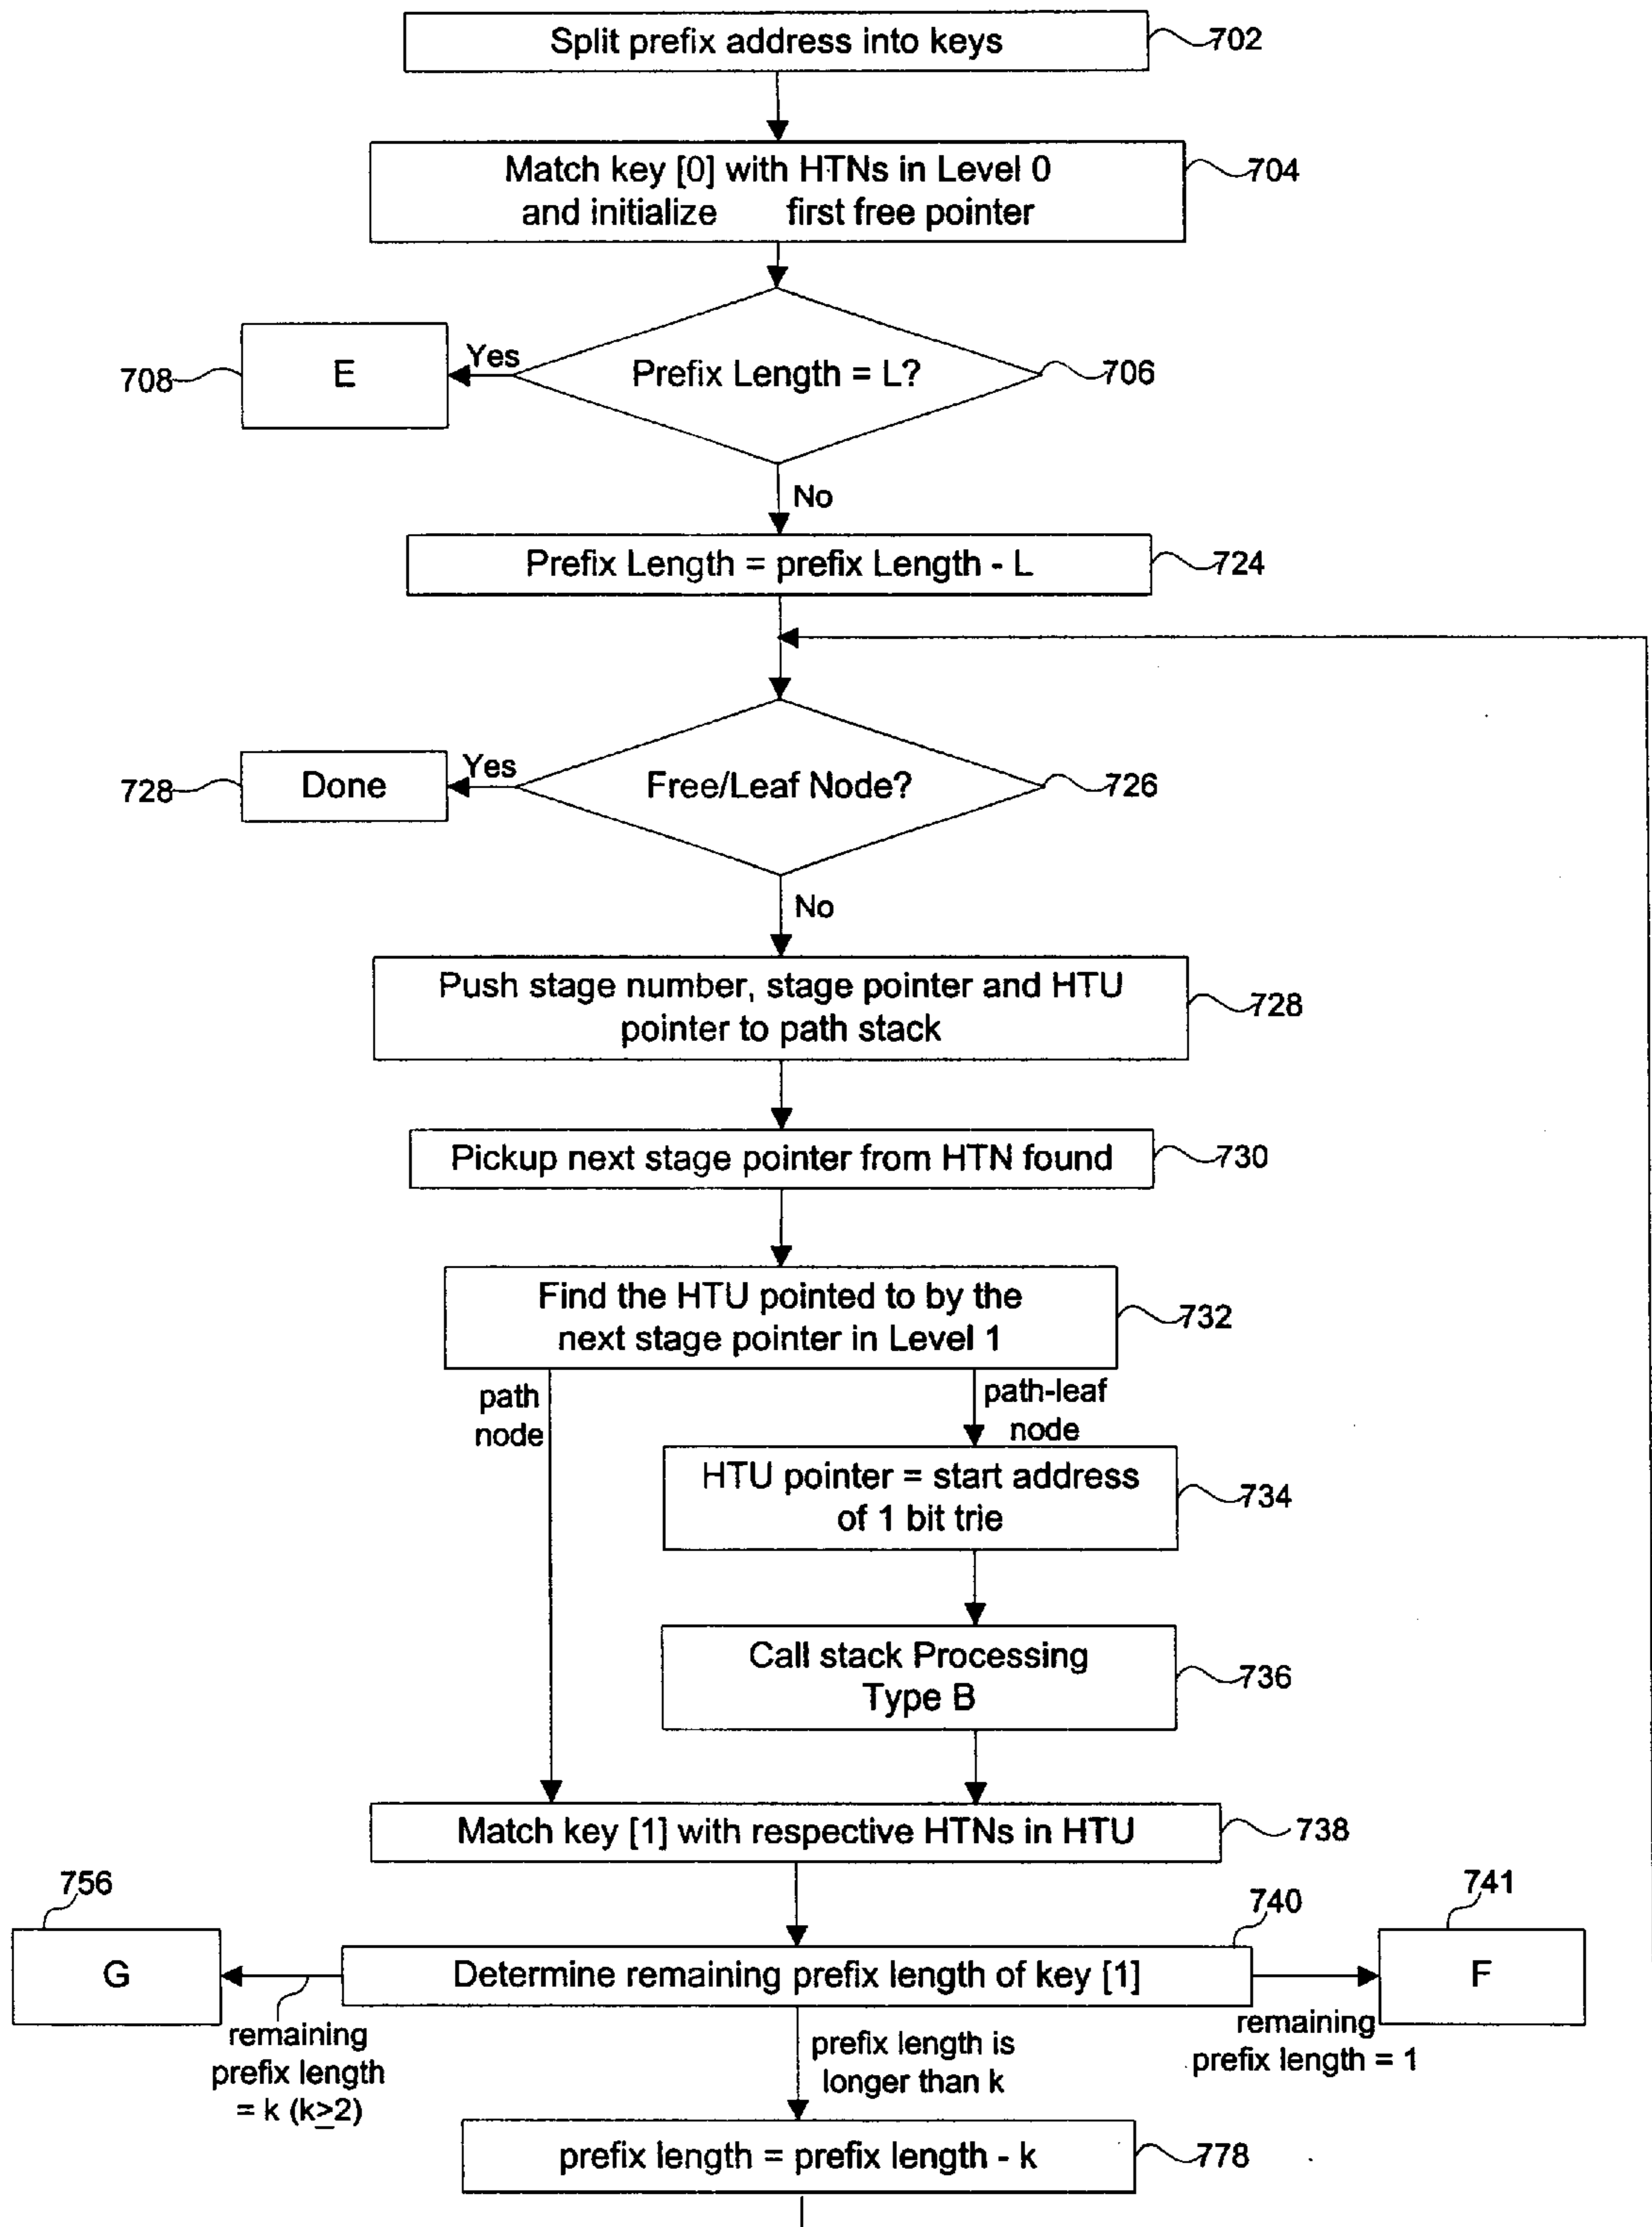 Split prefix address into keys
702
Match key [0] with HTNs in Level 0
and initialize first free pointer
704
E
708
Yes
Prefix Length = L?
706
No
Prefix Length = prefix Length - L
724
Done
728
Yes
Free/Leaf Node?
726
No
Push stage number, stage pointer and HTU
pointer to path stack
728
Pickup next stage pointer from HTN found
730
Find the HTU pointed to by the
next stage pointer in Level 1
732
path
node
path-leaf
node
HTU pointer = start address
of 1 bit trie
734
Call stack Processing
Type B
736
Match key [1] with respective HTNs in HTU
738
756
G
740
Determine remaining prefix length of key [1]
741
F
remaining
prefix length
= k (k≥2)
prefix length is
longer than k
remaining
prefix length = 1
prefix length = prefix length - k
778